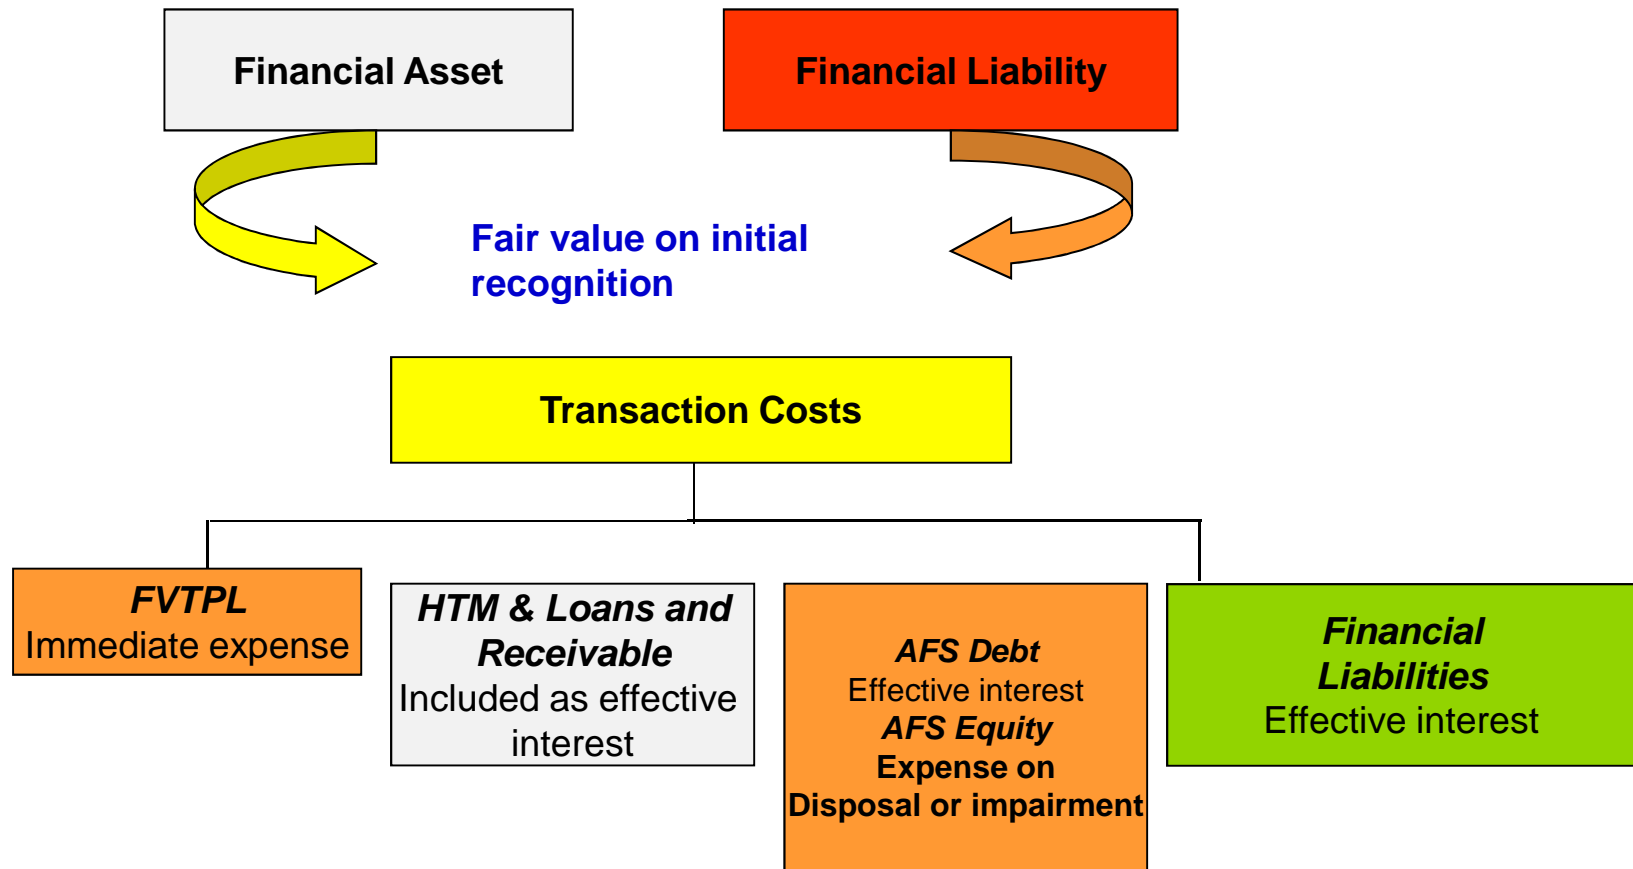 Financial Asset
Financial Liability
Fair value on initial
recognition
Transaction Costs
FVTPL
Immediate expense
HTM & Loans and
Receivable
Included as effective
interest
AFS Debt
Effective interest
AFS Equity
Expense on
Disposal or impairment
Financial
Liabilities
Effective interest